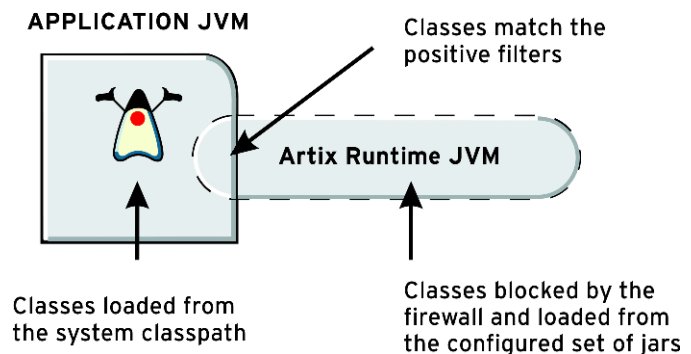 APPLICATION JVM
Classes match the
positive filters
Artix Runtime JVM
Classes loaded from
the system classpath
Classes blocked by the
firewall and loaded from
the configured set of jars